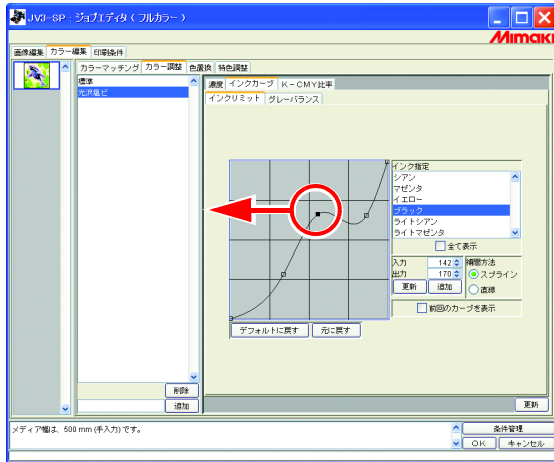 JV3-SP : ジョブエディタ ( フルカラー )
Mimaki
画像編集 カラー編集 印刷条件
カラーマッチング カラー調整 色置換 特色調整
標準
光沢塩ビ
濃度 インクカーブ K-CMY比率
インクリミット グレーバランス
インク指定
シアン
マゼンタ
イエロー
ブラック
ライトシアン
ライトマゼンタ
全て表示
入力 142 補間方法
出力 170 スプライン
更新 追加 直線
前回のカーブを表示
デフォルトに戻す 元に戻す
削除
追加
更新
メディア幅は、500 mm (手入力) です。
条件管理
OK キャンセル